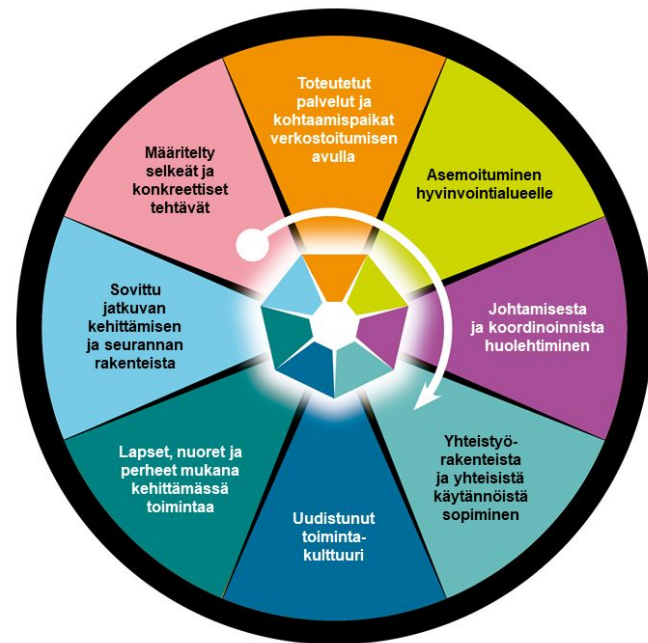 Toteutetut
palvelut ja
kohtaamispaikat
verkostoitumisen
avulla
Asemoituminen
hyvinvointialueelle
Johtamisesta
ja koordinoinnista
huolehtiminen
Yhteistyö-
rakenteista
ja yhteisistä
käytännöistä
sopiminen
Uudistunut
toiminta-
kulttuuri
Lapset, nuoret ja
perheet mukana
kehittämässä
toimintaa
Sovittu
jatkuvan
kehittämisen
ja seurannan
rakenteista
Määritelty
selkeät ja
konkreettiset
tehtävät